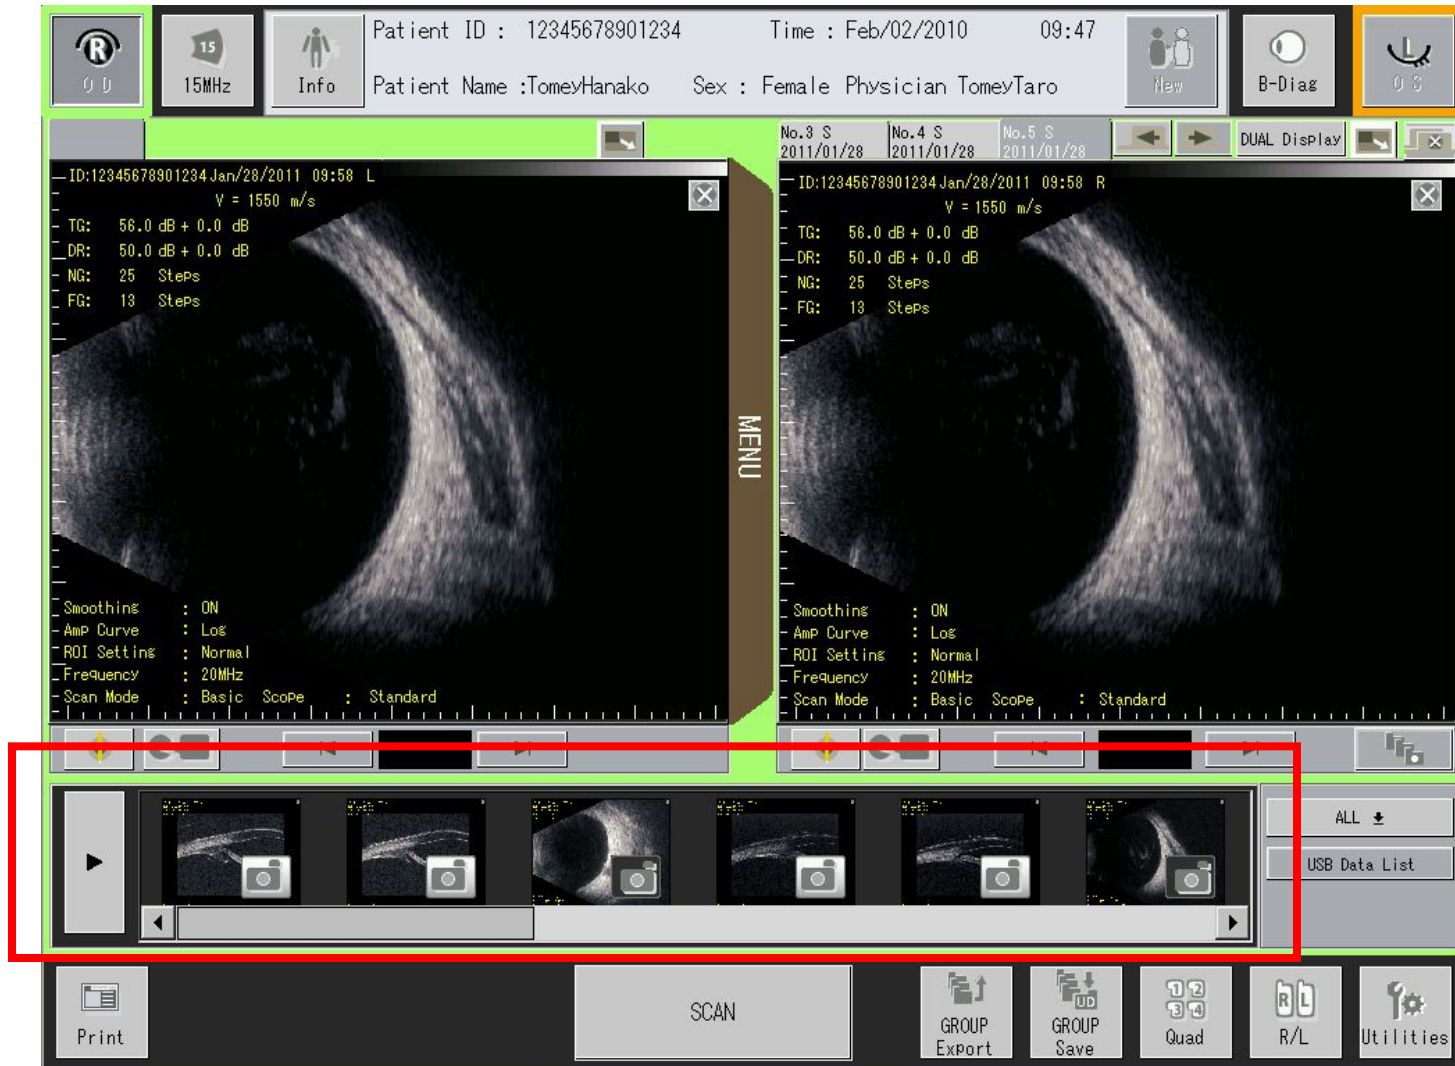 R
O D
15
15MHz
Info
Patient ID : 12345678901234 Time : Feb/02/2010 09:47
Patient Name :TomeyHanako Sex : Female Physician TomeyTaro
New
B-Diag
L
O S
No.3 S
2011/01/28
No.4 S
2011/01/28
No.5 S
2011/01/28
DUAL Display
ID:12345678901234 Jan/28/2011 09:58 L
V = 1550 m/s
TG: 56.0 dB + 0.0 dB
DR: 50.0 dB + 0.0 dB
NG: 25 Steps
FG: 13 Steps
Smoothing : ON
Amp Curve : Log
ROI Setting : Normal
Frequency : 20MHz
Scan Mode : Basic Scope : Standard
MENU
ID:12345678901234 Jan/28/2011 09:58 R
V = 1550 m/s
TG: 56.0 dB + 0.0 dB
DR: 50.0 dB + 0.0 dB
NG: 25 Steps
FG: 13 Steps
Smoothing : ON
Amp Curve : Log
ROI Setting : Normal
Frequency : 20MHz
Scan Mode : Basic Scope : Standard
ALL
USB Data List
Print
SCAN
GROUP
Export
UD
GROUP
Save
1 2
3 4
Quad
R L
R/L
Utilities